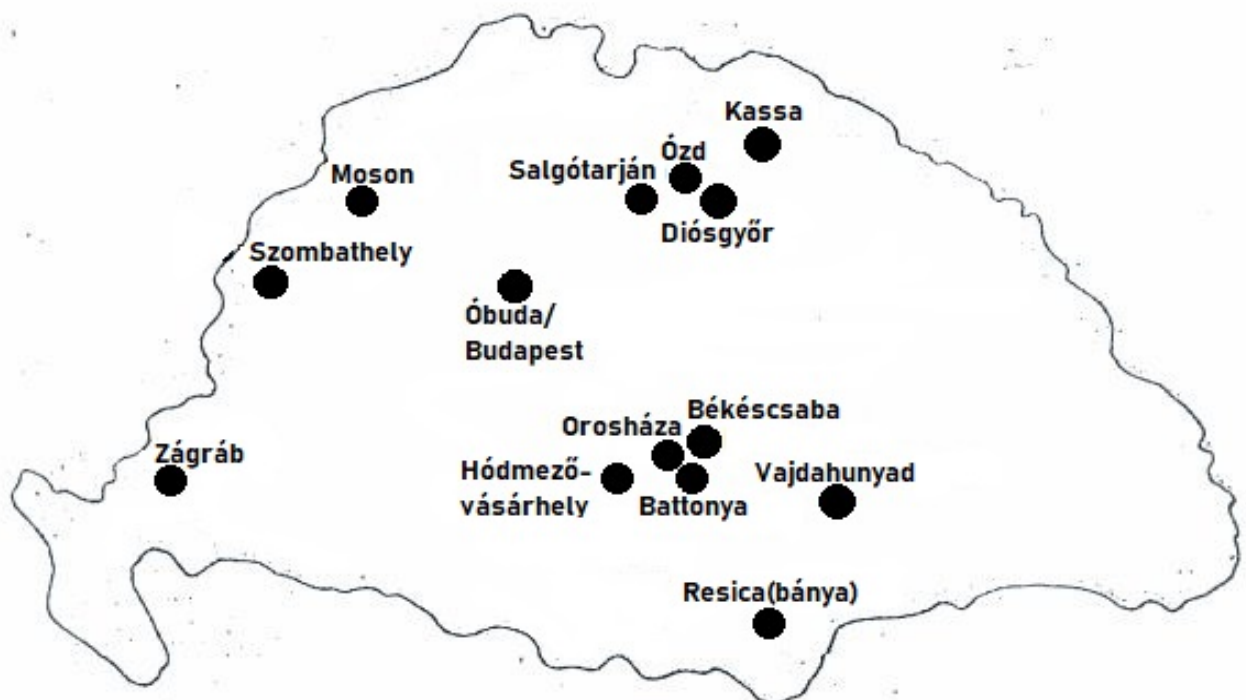 Kassa
Ózd
Salgótarján
Moson
Diósgyőr
Szombathely
Óbuda/
Budapest
Békéscsaba
Orosháza
Zágráb
Hódmező-
vásárhely
Vajdahunyad
Battonya
Resica(bánya)